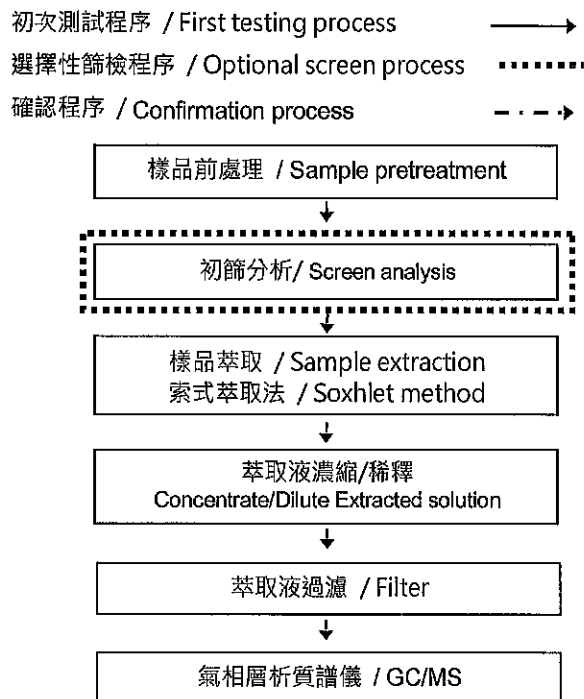 初次測試程序 / First testing process
選擇性篩檢程序 / Optional screen process
確認程序 / Confirmation process
樣品前處理 / Sample pretreatment
初篩分析/ Screen analysis
樣品萃取 / Sample extraction
索式萃取法 / Soxhlet method
萃取液濃縮/稀釋
Concentrate/Dilute Extracted solution
萃取液過濾 / Filter
氣相層析質譜儀 / GC/MS